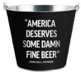 "AMERICA
DESERVES
SOME DAMN
FINE BEER"